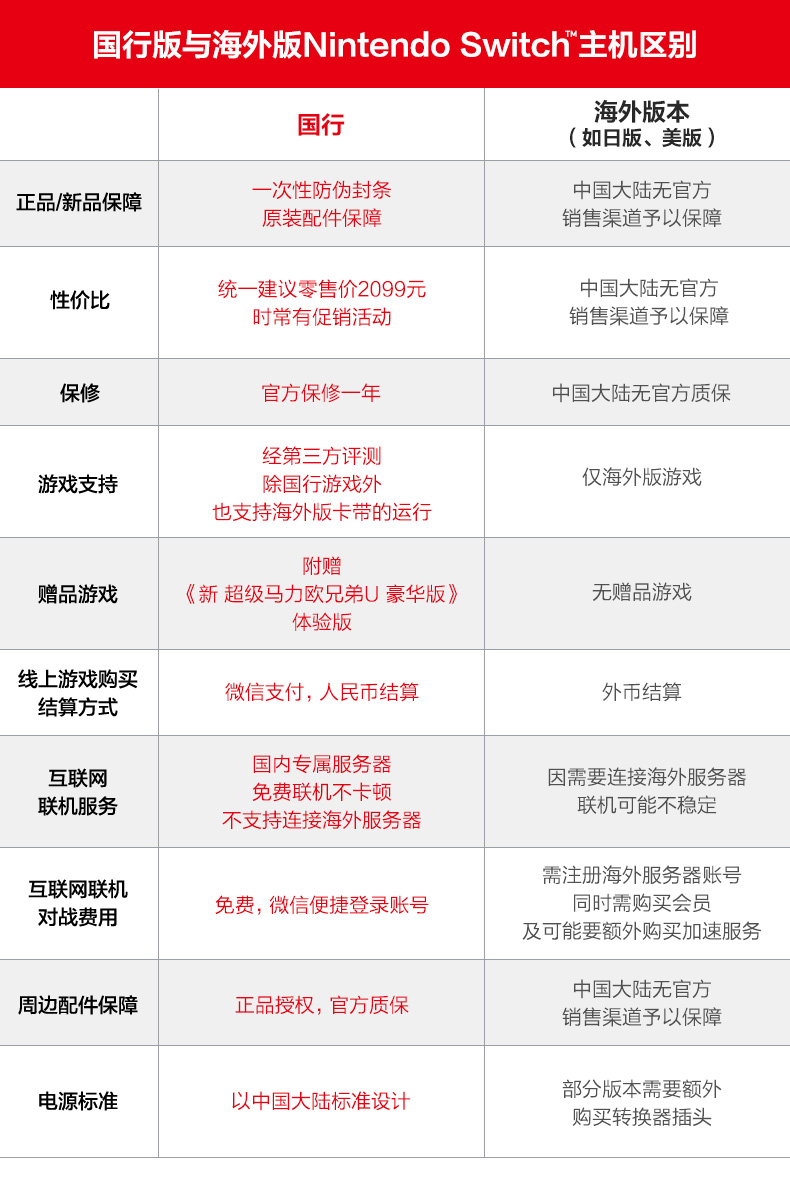 国行版与海外版Nintendo Switch™主机区别
国行
海外版本
（如日版、美版）
正品/新品保障
一次性防伪封条
原装配件保障
中国大陆无官方
销售渠道予以保障
性价比
统一建议零售价2099元
时常有促销活动
中国大陆无官方
销售渠道予以保障
保修
官方保修一年
中国大陆无官方质保
游戏支持
经第三方评测
除国行游戏外
也支持海外版卡带的运行
仅海外版游戏
赠品游戏
附赠
《新 超级马力欧兄弟U 豪华版》
体验版
无赠品游戏
线上游戏购买
结算方式
微信支付，人民币结算
外币结算
互联网
联机服务
国内专属服务器
免费联机不卡顿
不支持连接海外服务器
因需要连接海外服务器
联机可能不稳定
互联网联机
对战费用
免费，微信便捷登录账号
需注册海外服务器账号
同时需购买会员
及可能要额外购买加速服务
周边配件保障
正品授权，官方质保
中国大陆无官方
销售渠道予以保障
电源标准
以中国大陆标准设计
部分版本需要额外
购买转换器插头